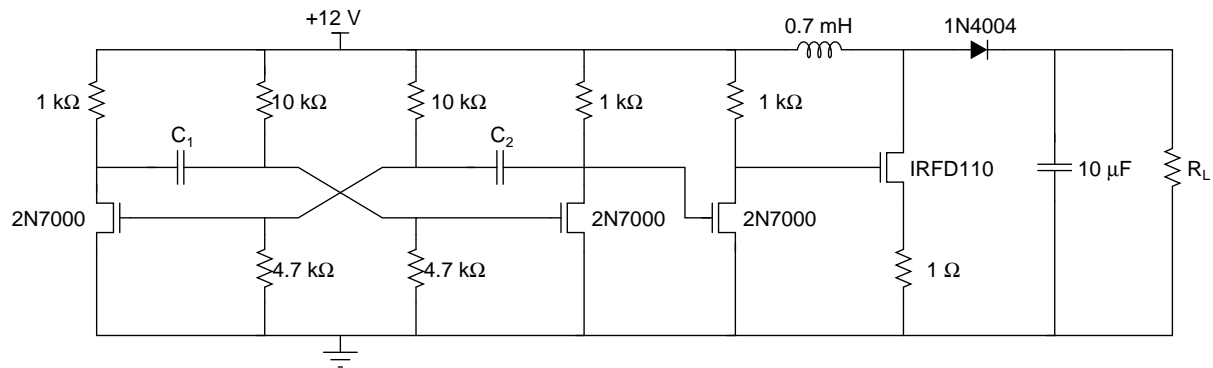 +12 V
0.7 mH
1N4004
1 kΩ
10 kΩ
10 kΩ
1 kΩ
1 kΩ
C1
C2
IRFD110
10 μF
RL
2N7000
2N7000
2N7000
4.7 kΩ
4.7 kΩ
1 Ω